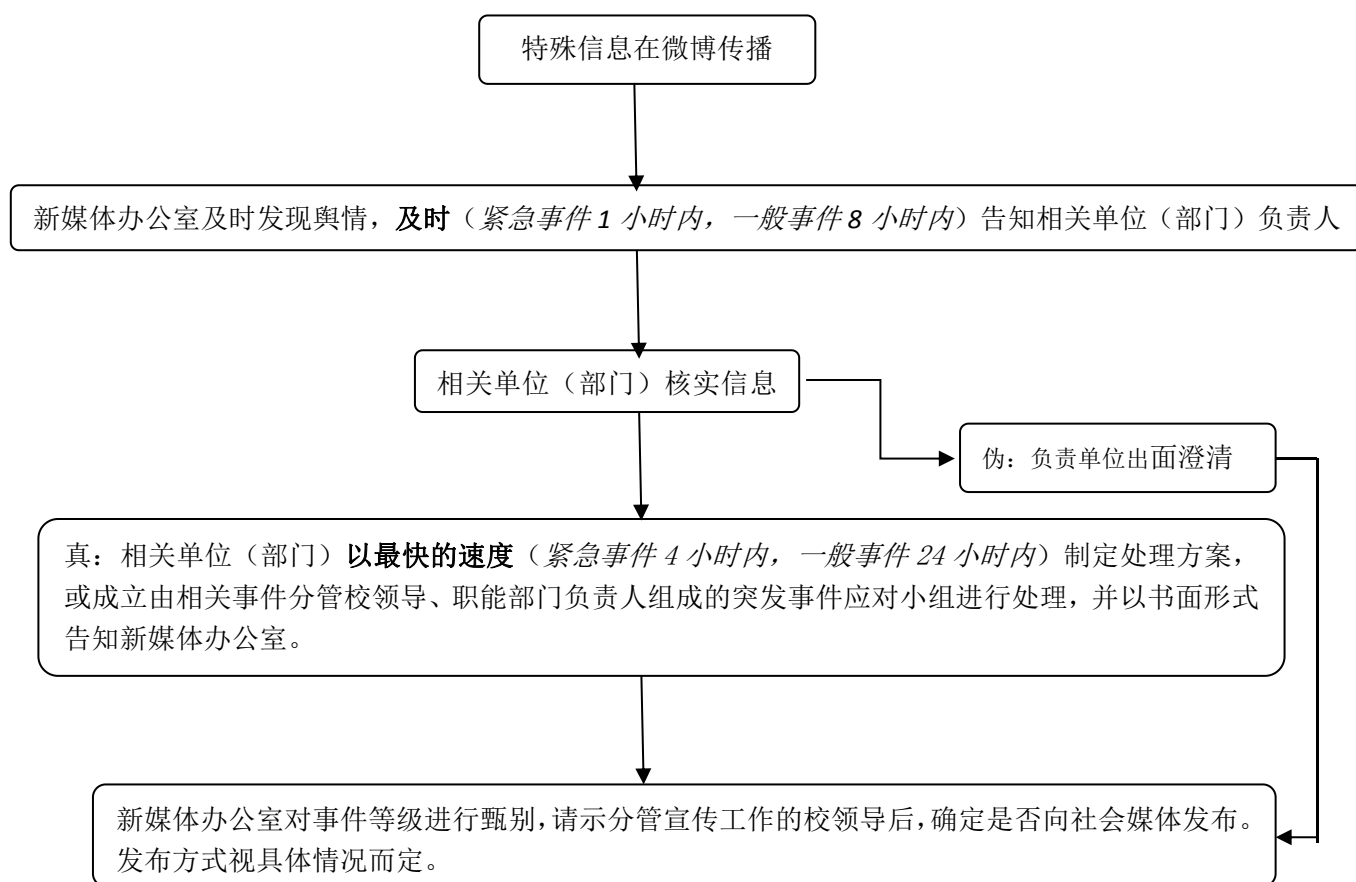 特殊信息在微博传播
新媒体办公室及时发现舆情，及时（紧急事件 1 小时内，一般事件 8 小时内）告知相关单位（部门）负责人
相关单位（部门）核实信息
伪：负责单位出面澄清
真：相关单位（部门）以最快的速度（紧急事件 4 小时内，一般事件 24 小时内）制定处理方案，
或成立由相关事件分管校领导、职能部门负责人组成的突发事件应对小组进行处理，并以书面形式
告知新媒体办公室。
新媒体办公室对事件等级进行甄别，请示分管宣传工作的校领导后，确定是否向社会媒体发布。
发布方式视具体情况而定。